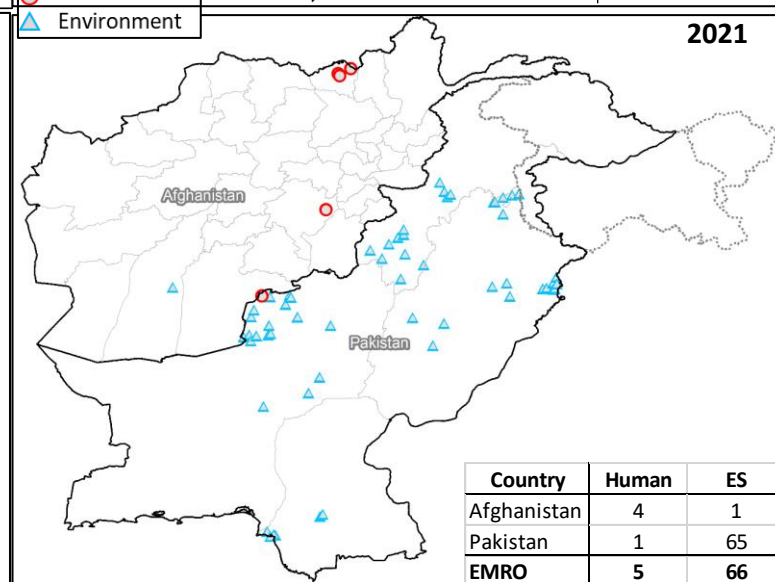 Environment
2021
Afghanistan
Pakistan
Country Human ES
Afghanistan 4 1
Pakistan 1 65
EMRO 5 66